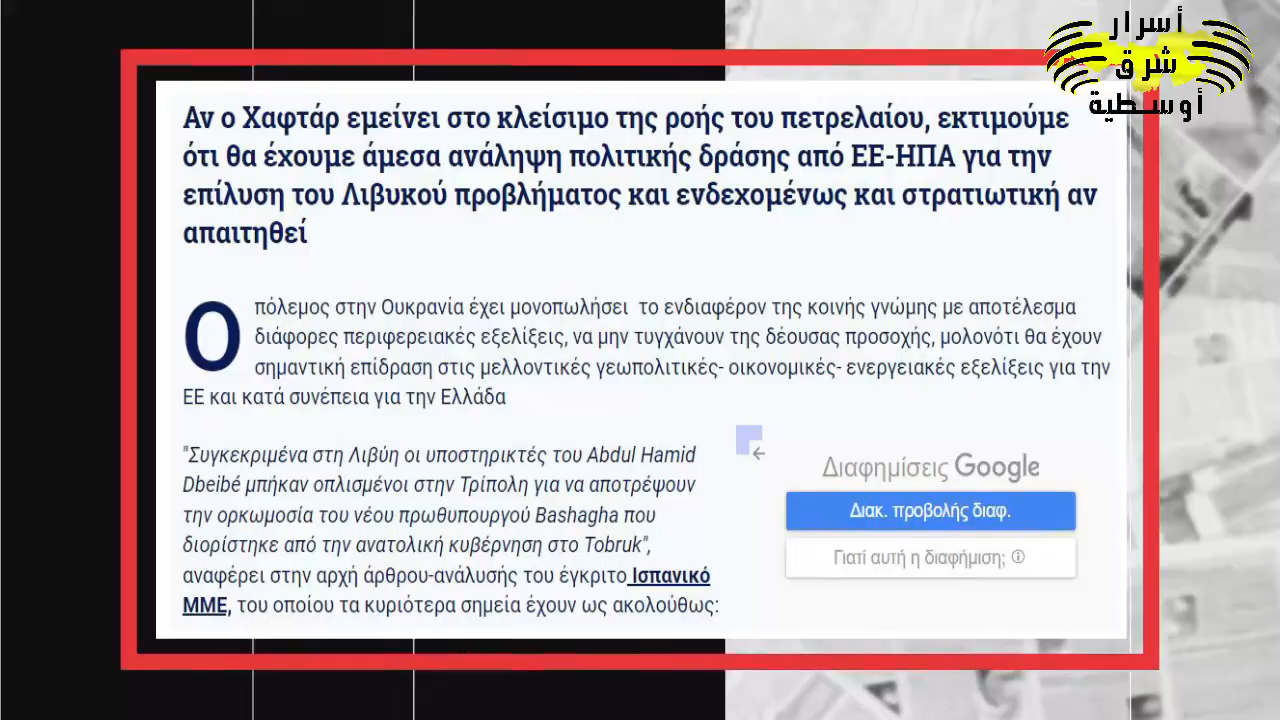 أسرار
شرق
أوسطية
Αν ο Χαφτάρ εμείνει στο κλείσιμο της ροής του πετρελαίου, εκτιμούμε
ότι θα έχουμε άμεσα ανάληψη πολιτικής δράσης από ΕΕ-ΗΠΑ για την
επίλυση του Λιβυκού προβλήματος και ενδεχομένως και στρατιωτική αν
απαιτηθεί
Ο πόλεμος στην Ουκρανία έχει μονοπωλήσει το ενδιαφέρον της κοινής γνώμης με αποτέλεσμα
διάφορες περιφερειακές εξελίξεις, να μην τυγχάνουν της δέουσας προσοχής, μολονότι θα έχουν
σημαντική επίδραση στις μελλοντικές γεωπολιτικές- οικονομικές- ενεργειακές εξελίξεις για την
ΕΕ και κατά συνέπεια για την Ελλάδα
"Συγκεκριμένα στη Λιβύη οι υποστηρικτές του Abdul Hamid
Dbeibé μπήκαν οπλισμένοι στην Τρίπολη για να αποτρέψουν
την ορκωμοσία του νέου πρωθυπουργού Bashagha που
διορίστηκε από την ανατολική κυβέρνηση στο Tobruk",
αναφέρει στην αρχή άρθρου-ανάλυσής του έγκριτο Ισπανικό
ΜΜΕ, του οποίου τα κυριότερα σημεία έχουν ως ακολούθως:
Διαφημίσεις Google
Διακ. προβολής διαφ.
Γιατί αυτή η διαφήμιση;